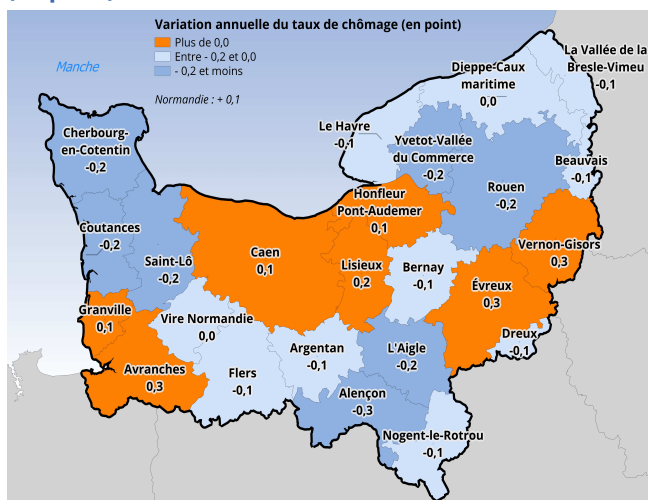 Variation annuelle du taux de chômage (en point)
Plus de 0,0
Entre - 0,2 et 0,0
- 0,2 et moins
Normandie : + 0,1
Manche
La Vallée de la
Bresle-Vimeu
-0,1
Dieppe-Caux
maritime
0,0
Cherbourg-
en-Cotentin
-0,2
Le Havre
-0,1
Yvetot-Vallée
du Commerce
-0,2
Beauvais
-0,1
Rouen
-0,2
Honfleur
Pont-Audemer
0,1
Coutances
-0,2
Saint-Lô
-0,2
Caen
0,1
Lisieux
0,2
Bernay
-0,1
Vernon-Gisors
0,3
Évreux
0,3
Granville
0,1
Vire Normandie
0,0
Dreux
-0,1
Argentan
-0,1
L'Aigle
-0,2
Avranches
0,3
Flers
-0,1
Alençon
-0,3
Nogent-le-Rotrou
-0,1